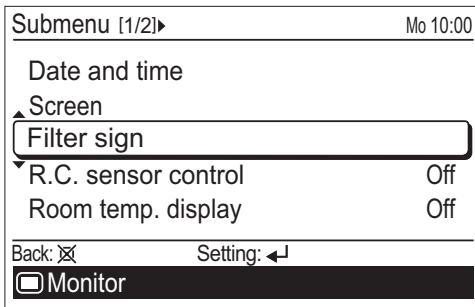 Submenu [1/2]▸ Mo 10:00
Date and time
Screen
Filter sign
R.C. sensor control Off
Room temp. display Off
Back: Setting: ↵
Monitor